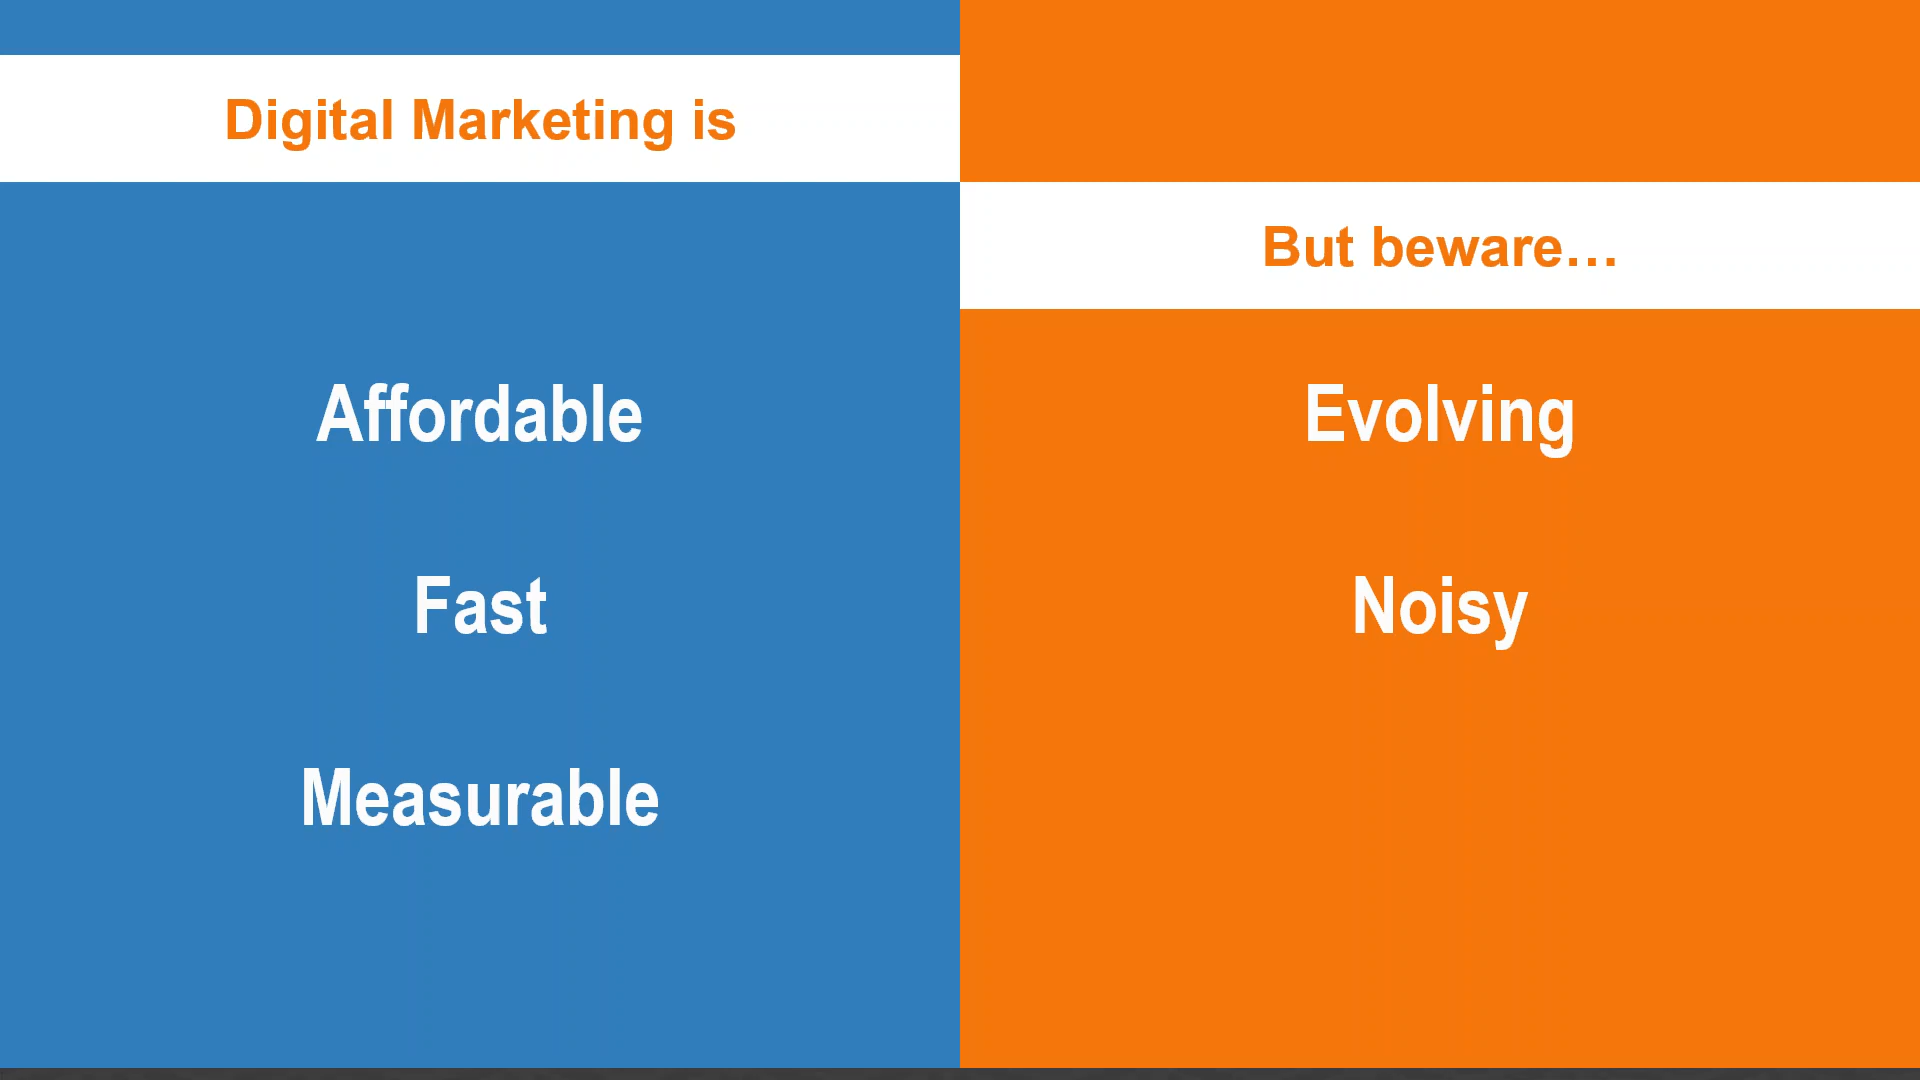 Digital Marketing is
Affordable
Fast
Measurable
But beware…
Evolving
Noisy